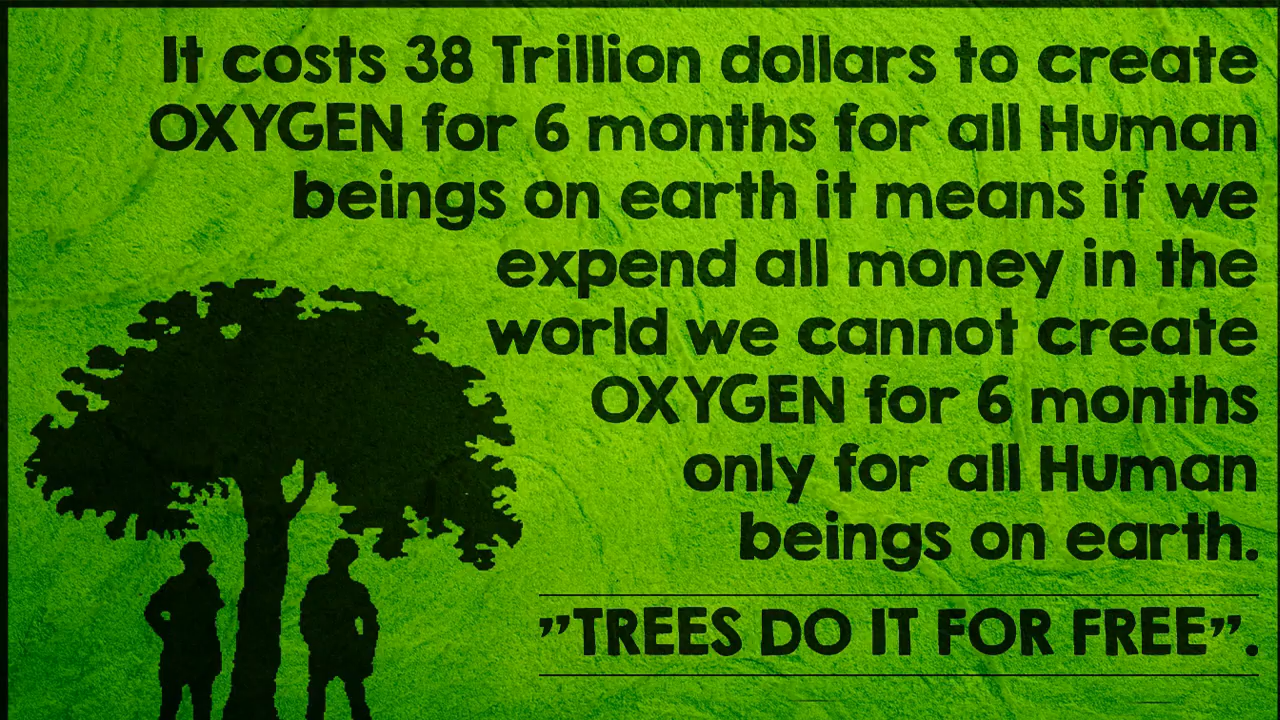 It costs 38 Trillion dollars to create
OXYGEN for 6 months for all Human
beings on earth it means if we
expend all money in the
world we cannot create
OXYGEN for 6 months
only for all Human
beings on earth.
”TREES DO IT FOR FREE”.